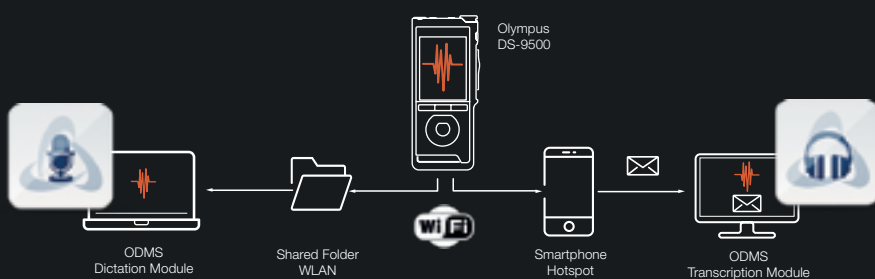 Olympus
DS-9500
Wi Fi
ODMS
Dictation Module
Shared Folder
WLAN
Smartphone
Hotspot
ODMS
Transcription Module